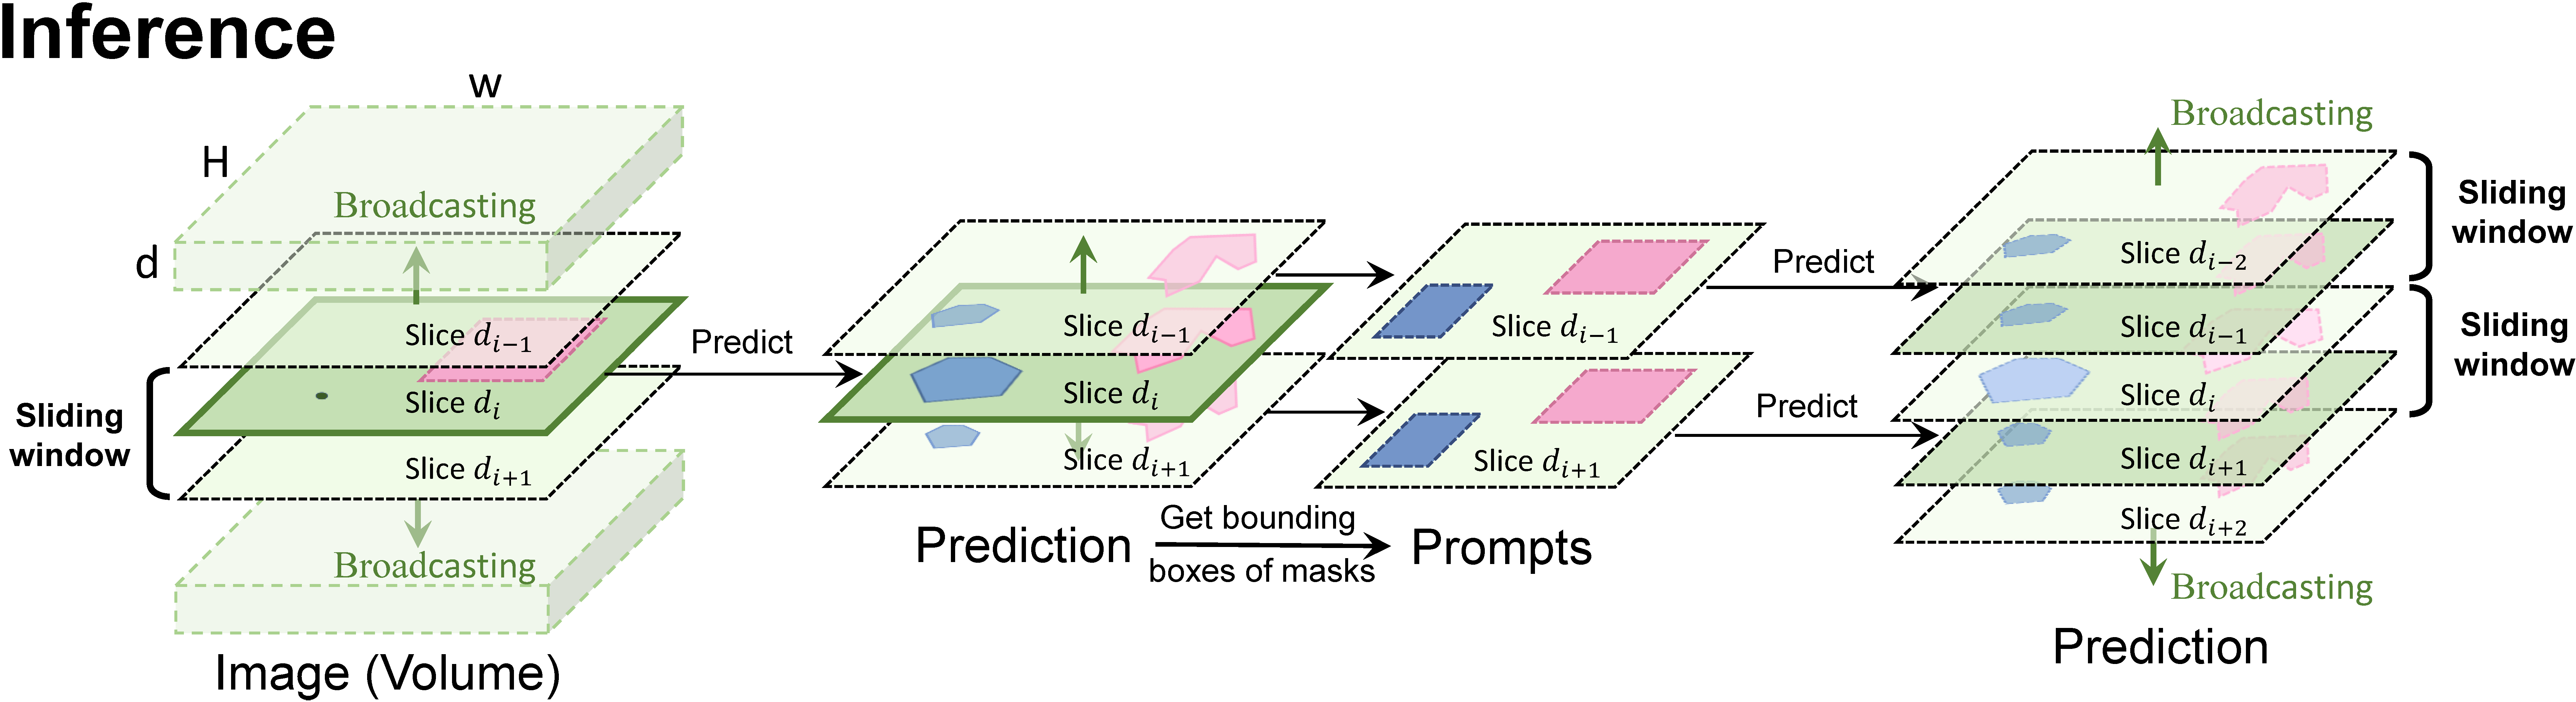 Inference
W
H
d
Broadcasting
Slice d_{i-1}
Slice d_i
Slice d_{i+1}
Sliding
window
Broadcasting
Image (Volume)
Predict
Slice d_{i-1}
Slice d_i
Slice d_{i+1}
Prediction
Get bounding
boxes of masks
Prompts
Slice d_{i-1}
Slice d_{i+1}
Predict
Predict
Broadcasting
Slice d_{i-2}
Slice d_{i-1}
Slice d_i
Slice d_{i+1}
Slice d_{i+2}
Sliding
window
Sliding
window
Broadcasting
Prediction